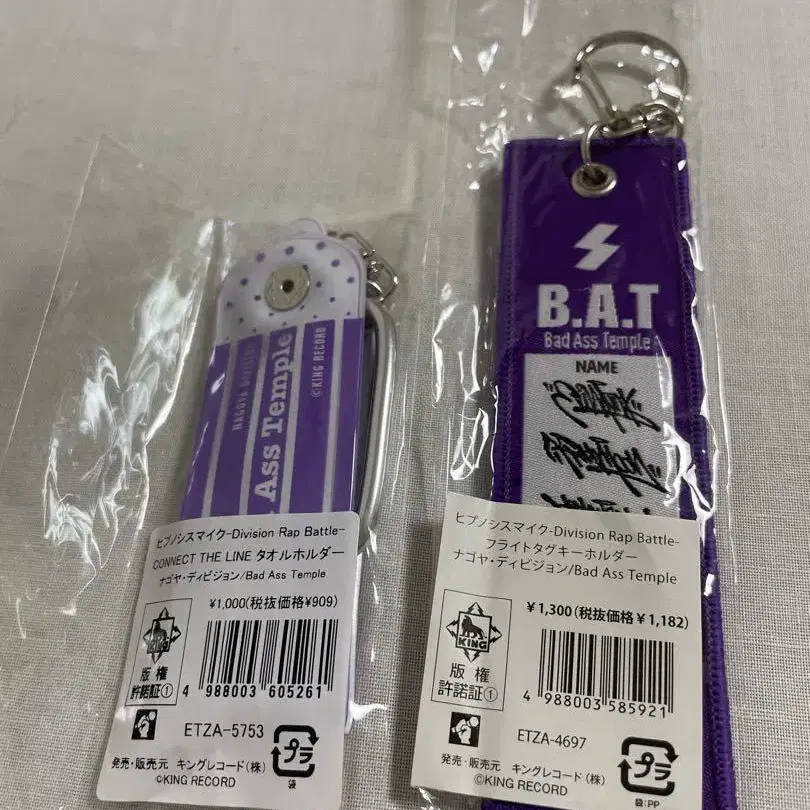 NAGOYA DIVISION
Ass Temple
©KING RECORD
ヒプノシスマイク-Division Rap Battle-
CONNECT THE LINE タオルホルダー
ナゴヤ・ディビジョン/Bad Ass Temple
¥1,000(税抜価格¥909)
KING
版権
許諾証①
4 988003 605261
ETZA-5753
プラ
袋
発売・販売元 キングレコード(株)
©KING RECORD
B.A.T
Bad Ass Temple
NAME
ヒプノシスマイク-Division Rap Battle-
フライトタグキーホルダー
ナゴヤ・ディビジョン/Bad Ass Temple
¥1,300(税抜価格¥1,182)
KING
版権
許諾証①
4 988003 585921
ETZA-4697
プラ
袋:PP
発売・販売元 キングレコード(株)
©KING RECORD